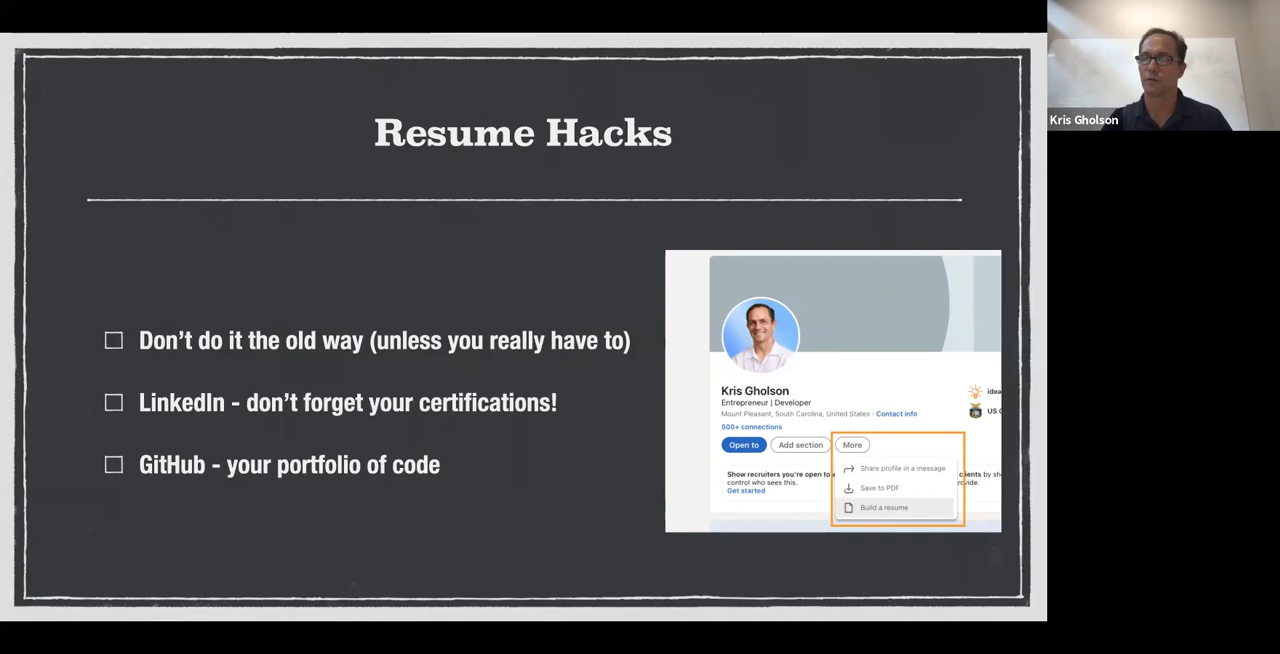 Resume Hacks
Don't do it the old way (unless you really have to)
LinkedIn - don't forget your certifications!
GitHub - your portfolio of code
Kris Gholson
Entrepreneur | Developer
Mount Pleasant, South Carolina, United States · Contact info
500+ connections
Open to
Add section
More
Share profile in a message
Save to PDF
Build a resume
Show recruiters you're open to
control who sees this.
Get started
Kris Gholson